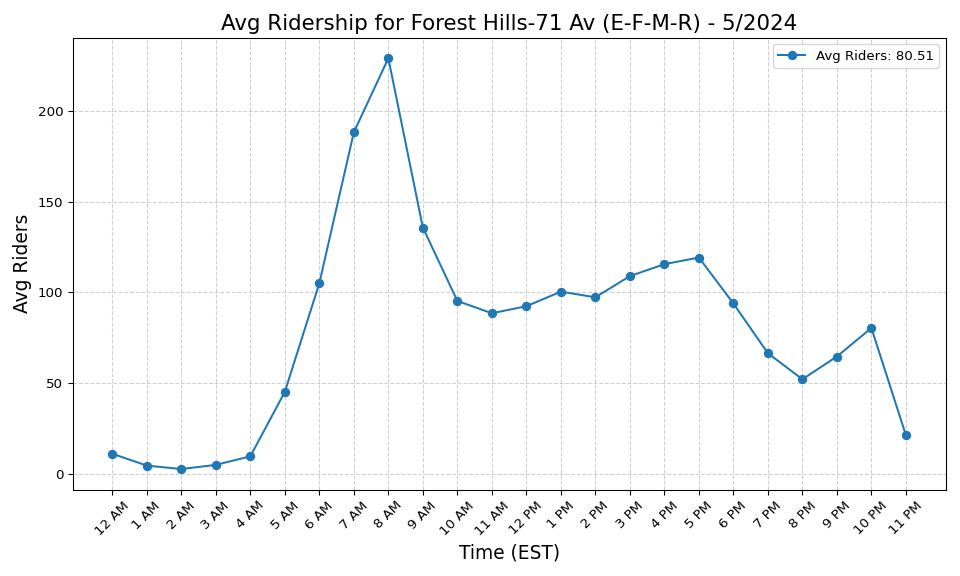 Avg Ridership for Forest Hills-71 Av (E-F-M-R) - 5/2024
Avg Riders: 80.51
Avg Riders
200
150
100
50
0
12 AM 1 AM 2 AM 3 AM 4 AM 5 AM 6 AM 7 AM 8 AM 9 AM 10 AM 11 AM 12 PM 1 PM 2 PM 3 PM 4 PM 5 PM 6 PM 7 PM 8 PM 9 PM 10 PM 11 PM
Time (EST)